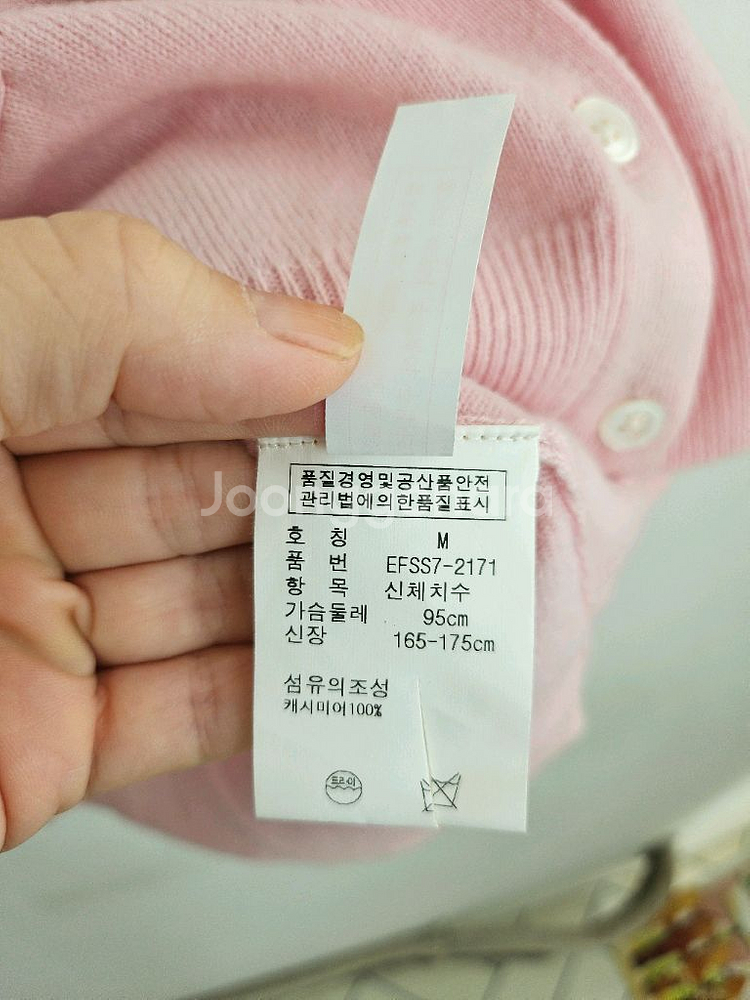 품질경영및공산품안전
관리법에의한품질표시
호 칭 M
품 번 EFSS7-2171
항 목 신체치수
가슴둘레 95cm
신장 165-175cm
섬유의조성
캐시미어100%
드라이